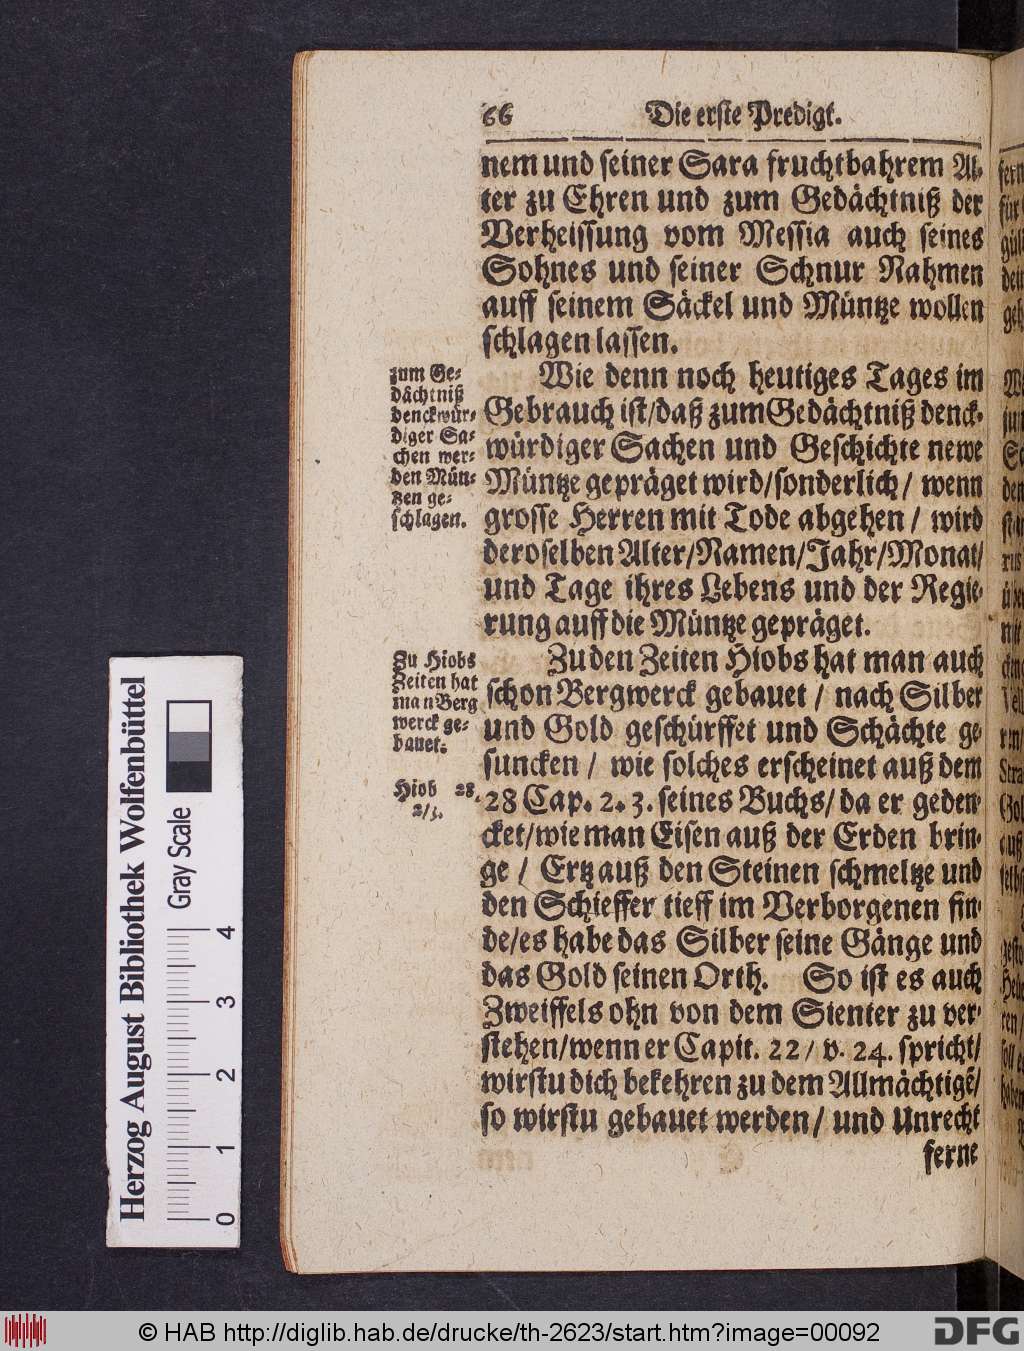 66 Die erste Predigt.
nem und seiner Sara fruchtbahrem Al-
ter zu Ehren und zum Gedächtniß der
Verheissung vom Messia auch seines
Sohnes und seiner Schnur Nahmen
auff seinem Säckel und Müntze wollen
schlagen lassen.
zum Ge-
dächtniß
denckwür-
diger Sa-
chen wer-
den Mün-
tzen ge-
schlagen.
Wie denn noch heutiges Tages im
Gebrauch ist/daß zum Gedächtniß denck-
würdiger Sachen und Geschichte newe
Müntze gepräget wird/sonderlich/ wenn
grosse Herren mit Tode abgehen / wird
deroselben Alter/Namen/Jahr/Monat/
und Tage ihres Lebens und der Regie-
rung auff die Müntze gepräget.
Zu Hiobs
Zeiten hat
man Berg
werck ge-
bauet.
Hiob 28.
2/3.
Zu den Zeiten Hiobs hat man auch
schon Bergwerck gebauet / nach Silber
und Gold geschürffet und Schächte ge-
suncken / wie solches erscheinet auß dem
28 Cap. 2. 3. seines Buchs/ da er geden-
cket/wie man Eisen auß der Erden brin-
ge / Ertz auß den Steinen schmeltze und
den Schieffer tieff im Verborgenen fin-
de/es habe das Silber seine Gänge und
das Gold seinen Orth. So ist es auch
Zweiffels ohn von dem Stenter zu ver-
stehen/wenn er Capit. 22/ v. 24. spricht/
wirstu dich bekehren zu dem Allmächtigẽ/
so wirstu gebauet werden/ und Unrecht
ferne
Herzog August Bibliothek Wolfenbüttel
Gray Scale
0 1 2 3 4
© HAB http://diglib.hab.de/drucke/th-2623/start.htm?image=00092
DFG